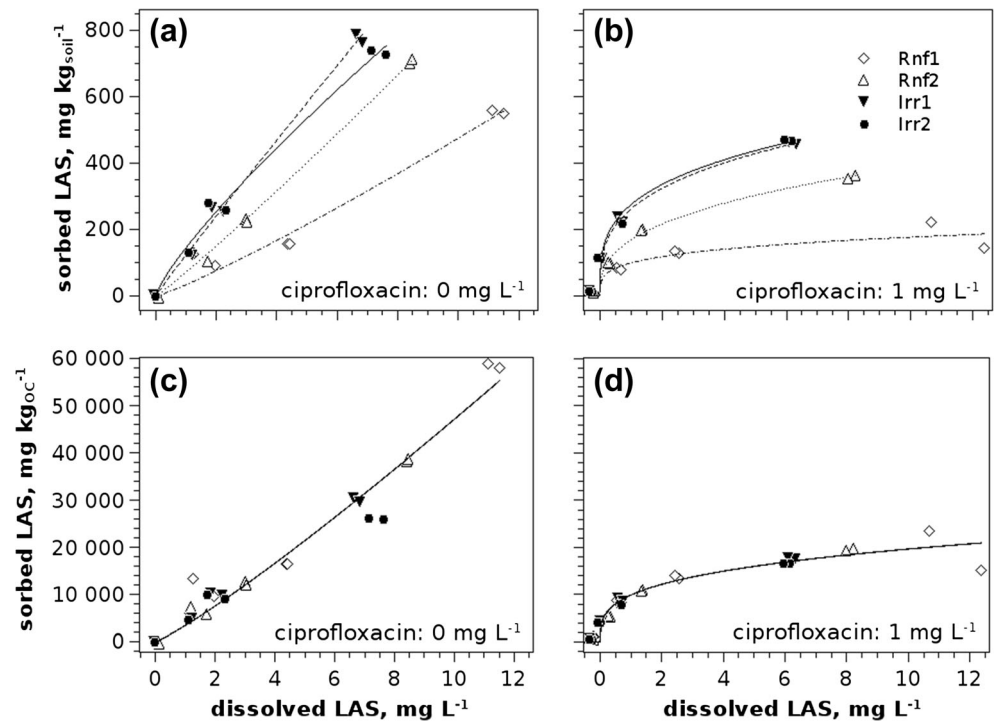 (a)
(b)
800
600
400
200
0
sorbed LAS, mg kg_soil⁻¹
Rnf1
Rnf2
Irr1
Irr2
ciprofloxacin: 0 mg L⁻¹
ciprofloxacin: 1 mg L⁻¹
(c)
(d)
60 000
50 000
40 000
30 000
20 000
10 000
0
sorbed LAS, mg kg_OC⁻¹
ciprofloxacin: 0 mg L⁻¹
ciprofloxacin: 1 mg L⁻¹
0 2 4 6 8 10 12
0 2 4 6 8 10 12
dissolved LAS, mg L⁻¹
dissolved LAS, mg L⁻¹